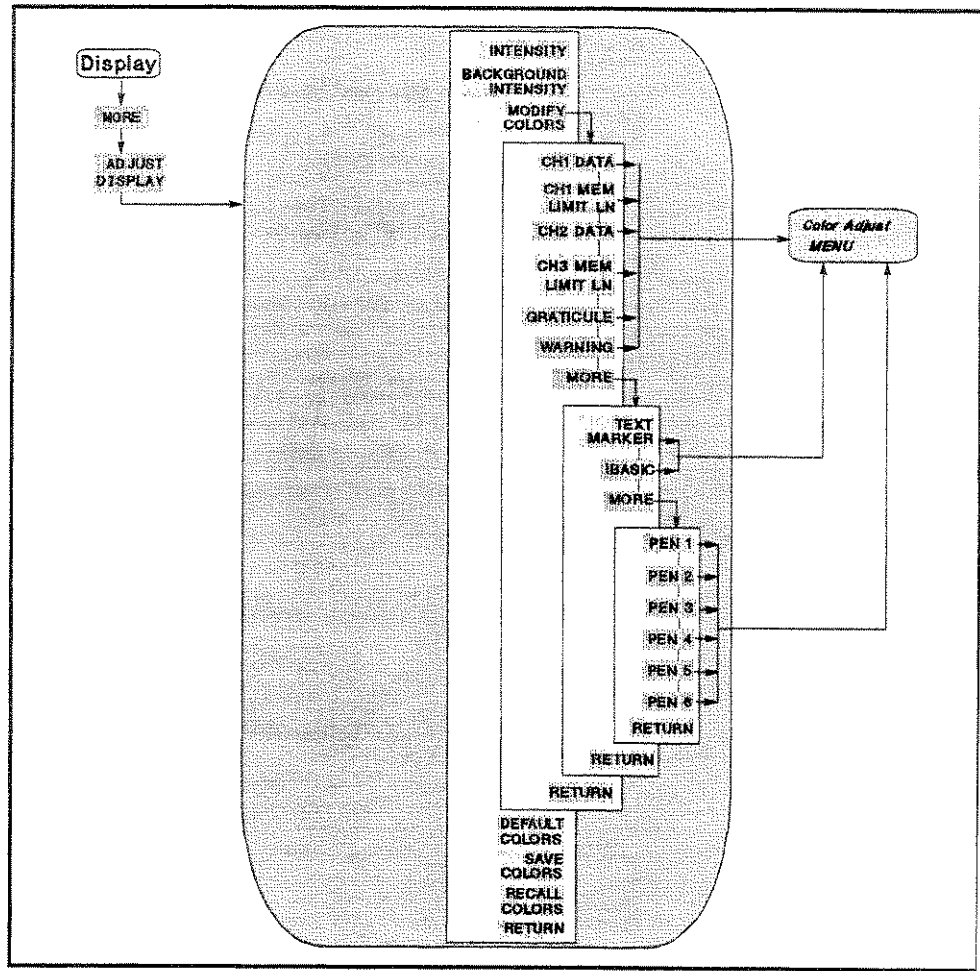 Display
MORE
ADJUST
DISPLAY
INTENSITY
BACKGROUND
INTENSITY
MODIFY
COLORS
CH1 DATA
CH1 MEM
LIMIT LN
CH2 DATA
CH3 MEM
LIMIT LN
GRATICULE
WARNING
MORE
Color Adjust
MENU
TEXT
MARKER
IBASIC
MORE
PEN 1
PEN 2
PEN 3
PEN 4
PEN 5
PEN 6
RETURN
RETURN
RETURN
DEFAULT
COLORS
SAVE
COLORS
RECALL
COLORS
RETURN